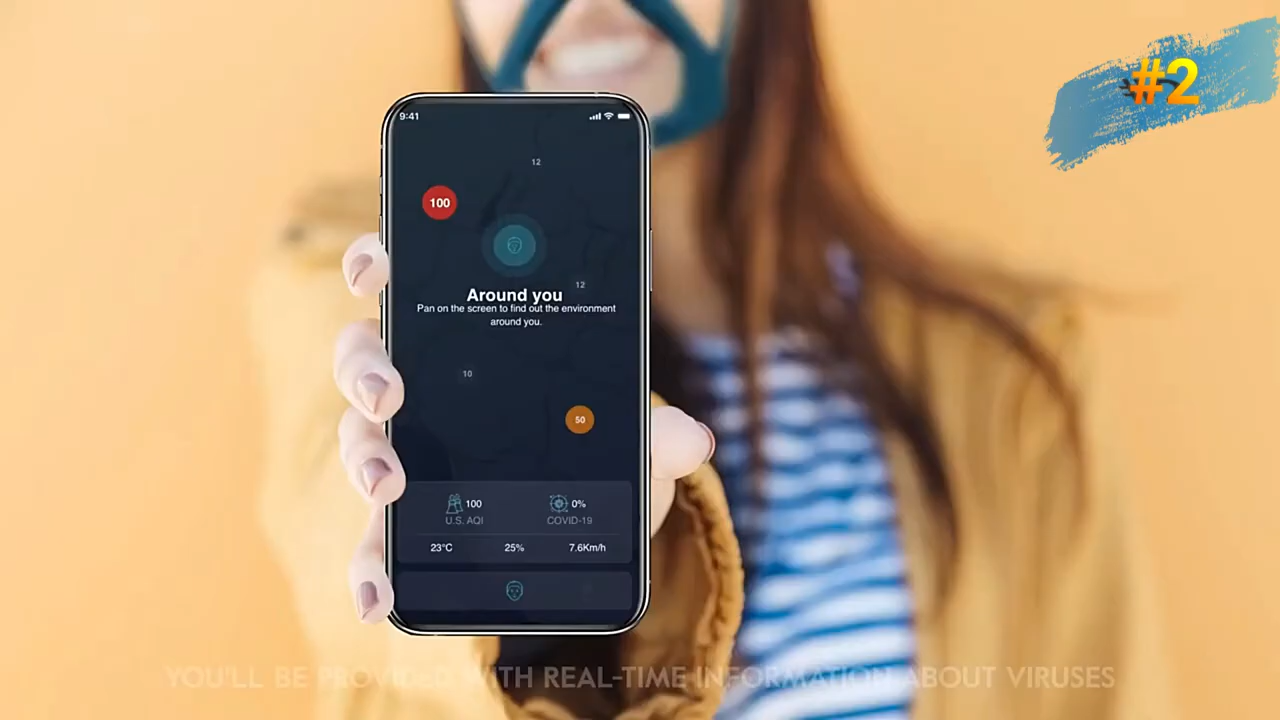 #2
9:41
12
100
12
Around you
Pan on the screen to find out the environment
around you.
10
50
100
0%
U.S. AQI
COVID-19
23°C
25%
7.6Km/h
YOU'LL BE PROVIDED WITH REAL-TIME INFORMATION ABOUT VIRUSES